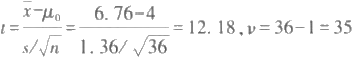 t = (x̄−μ₀)/(s/√n) = (6.76−4)/(1.36/√36) = 12.18, ν = 36−1 = 35